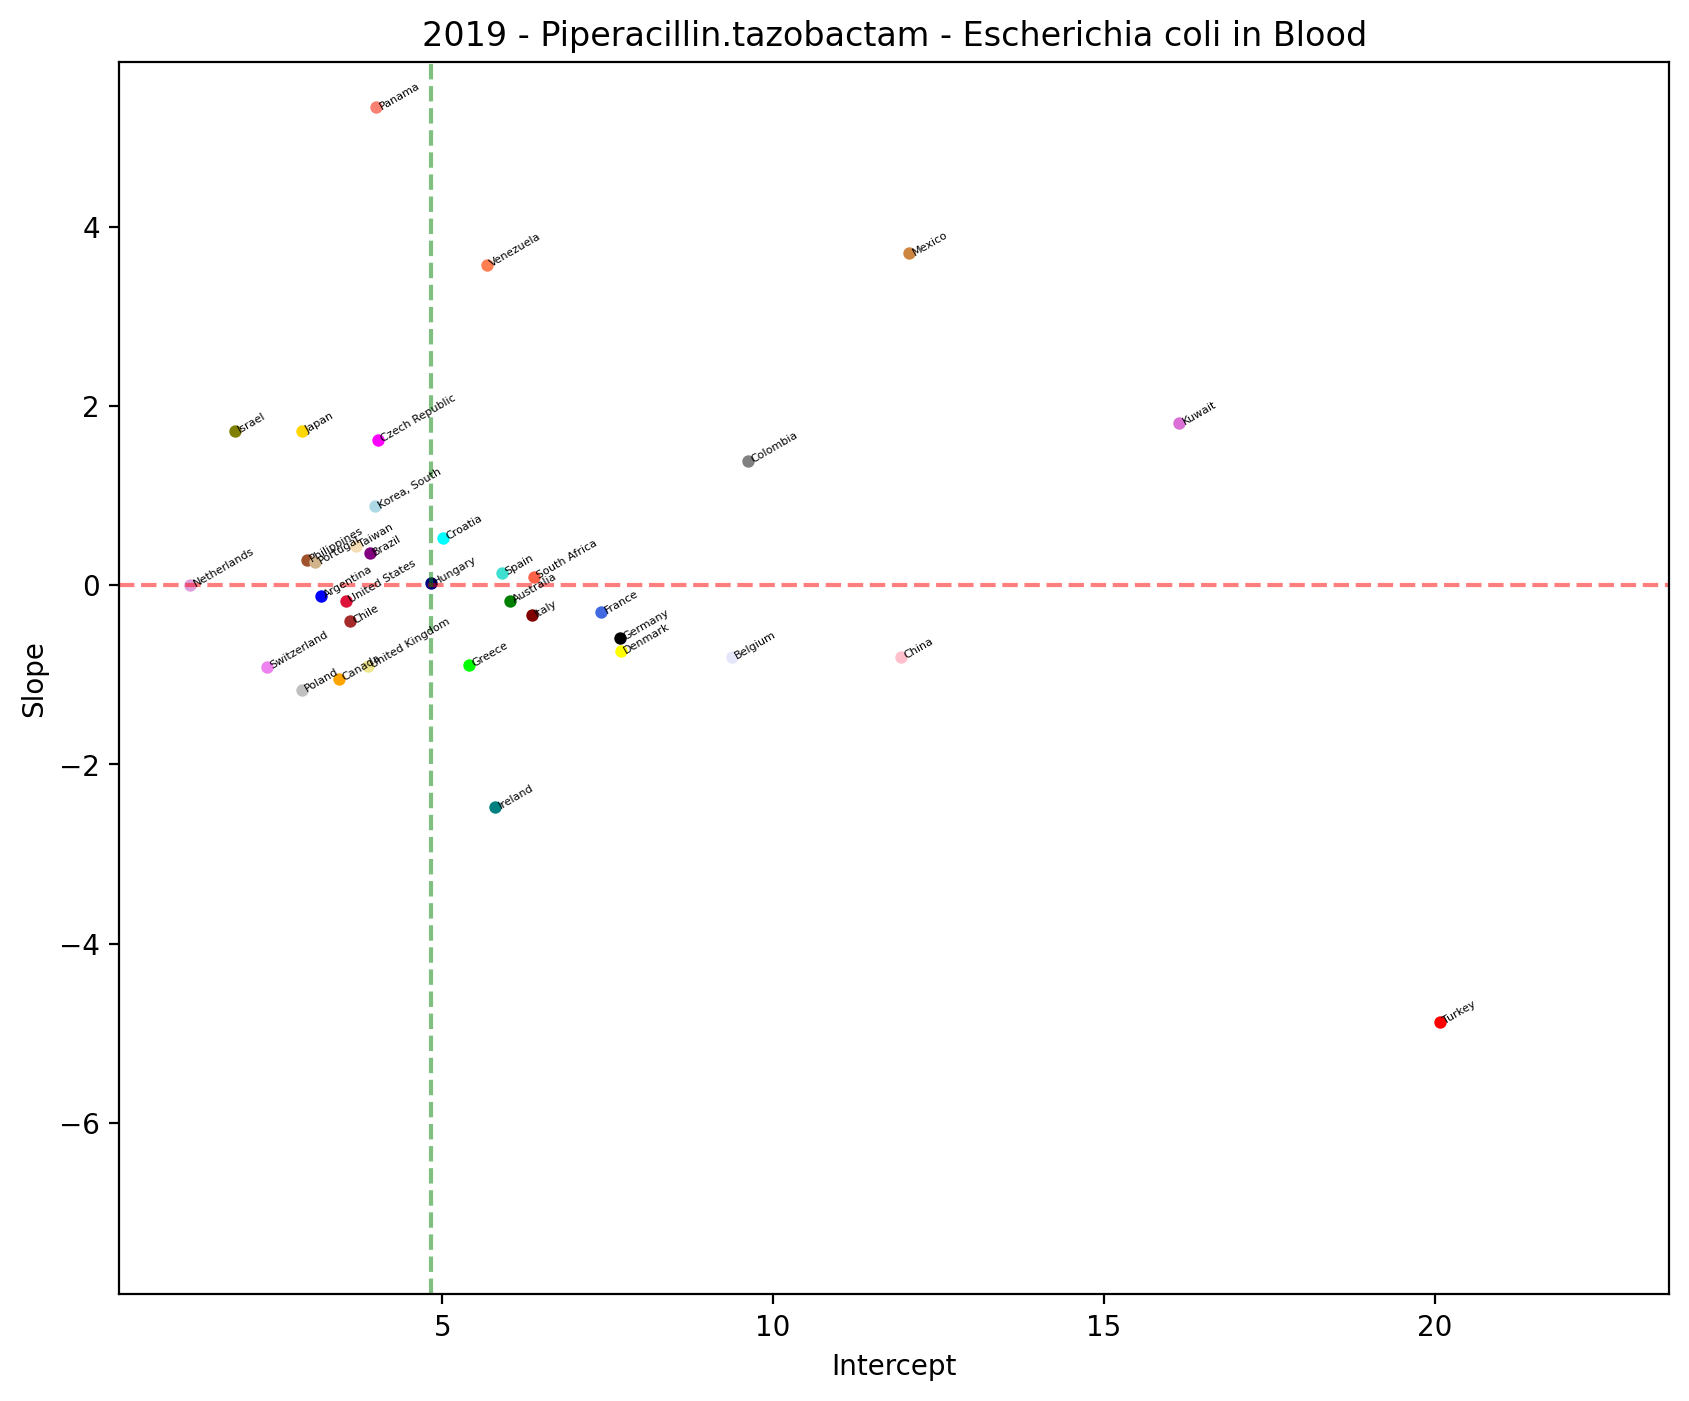 2019 - Piperacillin.tazobactam - Escherichia coli in Blood
Panama
4
Venezuela
Mexico
2
Israel
Japan
Czech Republic
Kuwait
Colombia
Korea, South
Croatia
Philippines
Portugal
Taiwan
Brazil
Spain
South Africa
0
Netherlands
Hungary
Argentina
United States
Australia
Chile
Italy
France
Germany
Denmark
Switzerland
United Kingdom
Canada
Poland
Greece
Belgium
China
Slope
−2
Ireland
−4
Turkey
−6
5
10
15
20
Intercept